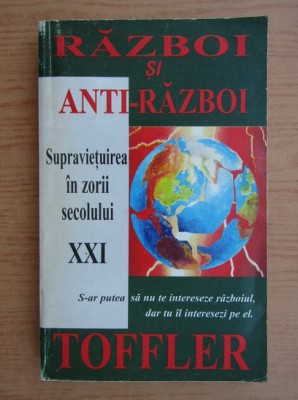 RĂZBOI
ȘI
ANTI-RĂZBOI
Supraviețuirea
în zorii
secolului
XXI
S-ar putea să nu te intereseze războiul,
dar tu îl interesezi pe el.
TOFFLER